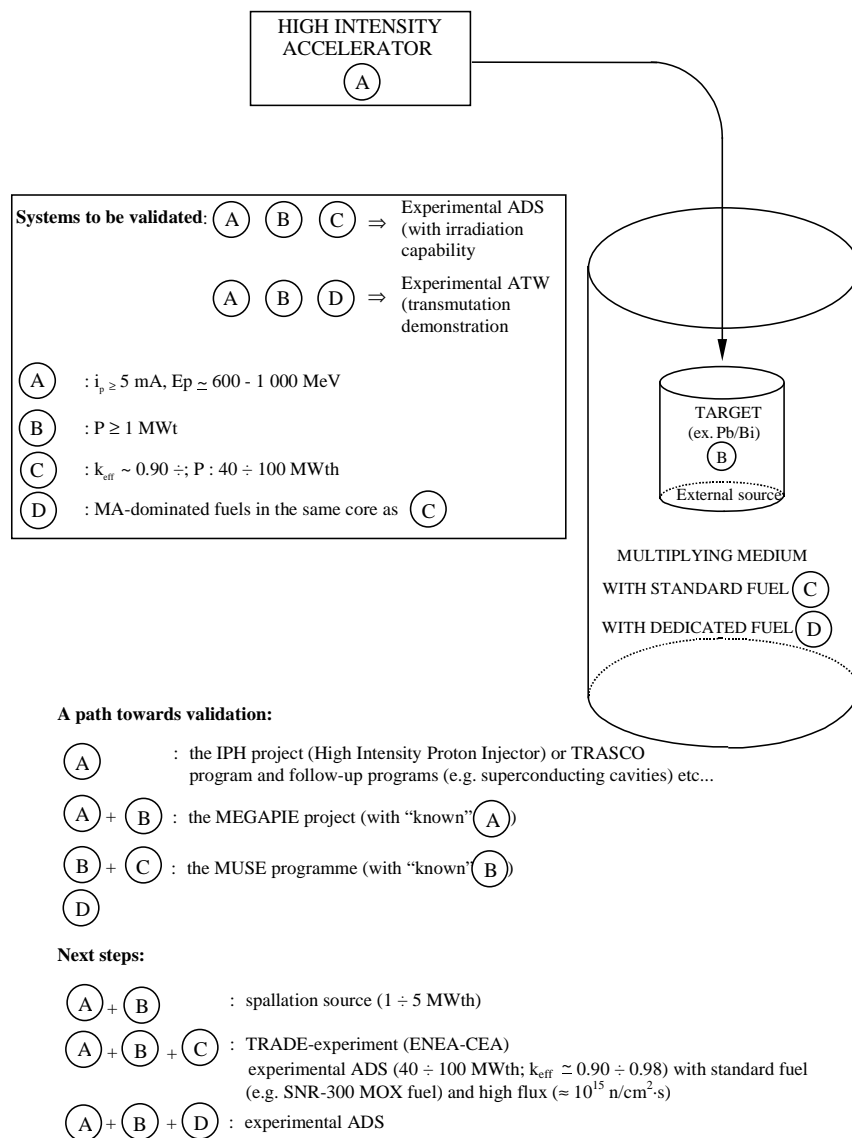 HIGH INTENSITY
ACCELERATOR
A
Systems to be validated: A B C ⇒ Experimental ADS
(with irradiation
capability
A B D ⇒ Experimental ATW
(transmutation
demonstration
A : i_p ≥ 5 mA, Ep ≃ 600 - 1 000 MeV
B : P ≥ 1 MWt
C : k_eff ~ 0.90 ÷; P : 40 ÷ 100 MWth
D : MA-dominated fuels in the same core as C
TARGET
(ex. Pb/Bi)
B
External source
MULTIPLYING MEDIUM
WITH STANDARD FUEL C
WITH DEDICATED FUEL D
A path towards validation:
A : the IPH project (High Intensity Proton Injector) or TRASCO
program and follow-up programs (e.g. superconducting cavities) etc...
A + B : the MEGAPIE project (with “known” A )
B + C : the MUSE programme (with “known” B )
D
Next steps:
A + B : spallation source (1 ÷ 5 MWth)
A + B + C : TRADE-experiment (ENEA-CEA)
experimental ADS (40 ÷ 100 MWth; k_eff ≃ 0.90 ÷ 0.98) with standard fuel
(e.g. SNR-300 MOX fuel) and high flux (≈ 10^15 n/cm²·s)
A + B + D : experimental ADS